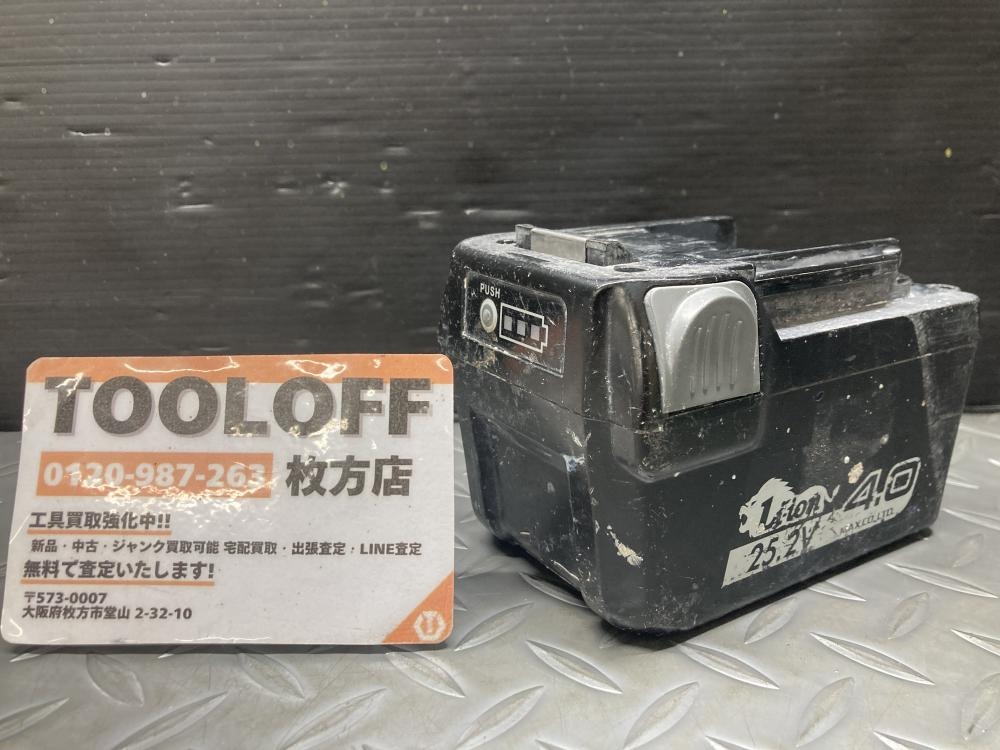 TOOLOFF
0120-987-263 枚方店
工具買取強化中!!
新品・中古・ジャンク買取可能 宅配買取・出張査定・LINE査定
無料で査定いたします!
〒573-0007
大阪府枚方市堂山 2-32-10
PUSH
Li-ion 4.0
25.2V MAX CO.,LTD.